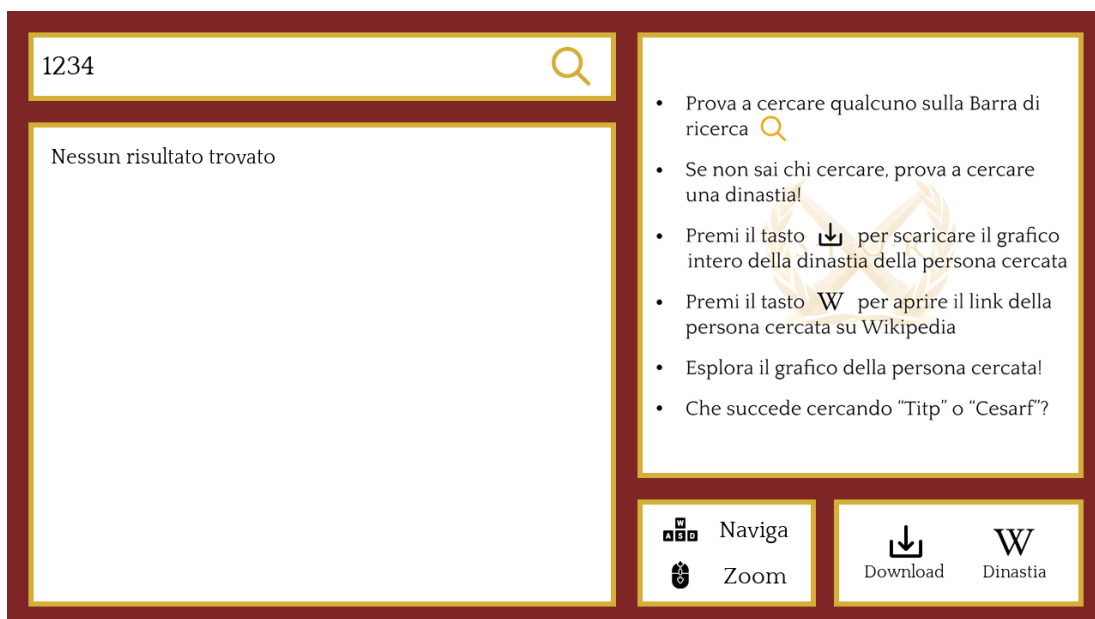 1234
Nessun risultato trovato
• Prova a cercare qualcuno sulla Barra di
ricerca
• Se non sai chi cercare, prova a cercare
una dinastia!
• Premi il tasto per scaricare il grafico
intero della dinastia della persona cercata
• Premi il tasto W per aprire il link della
persona cercata su Wikipedia
• Esplora il grafico della persona cercata!
• Che succede cercando “Titp” o “Cesarf”?
W
A S D
Naviga
Zoom
W
Download
Dinastia